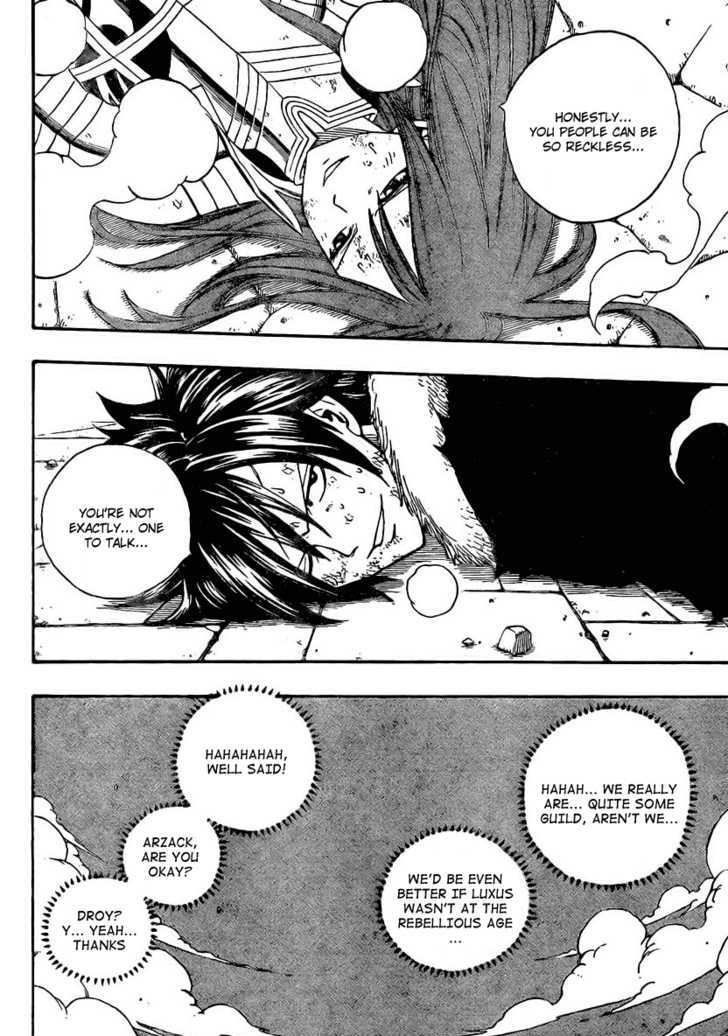 HONESTLY...
YOU PEOPLE CAN BE
SO RECKLESS...
YOU'RE NOT
EXACTLY... ONE
TO TALK...
HAHAH... WE REALLY
ARE... QUITE SOME
GUILD, AREN'T WE...
WE'D BE EVEN
BETTER IF LUXUS
WASN'T AT THE
REBELLIOUS AGE
...
HAHAHAHAH,
WELL SAID!
ARZACK,
ARE YOU
OKAY?
DROY?
Y... YEAH...
THANKS